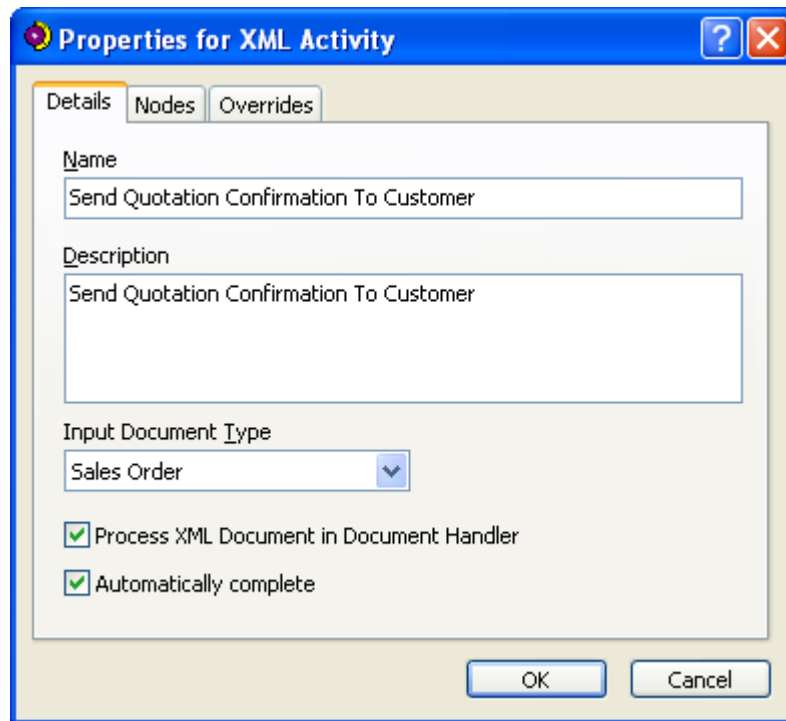 Properties for XML Activity
?
Details Nodes Overrides
Name
Send Quotation Confirmation To Customer
Description
Send Quotation Confirmation To Customer
Input Document Type
Sales Order
Process XML Document in Document Handler
Automatically complete
OK Cancel